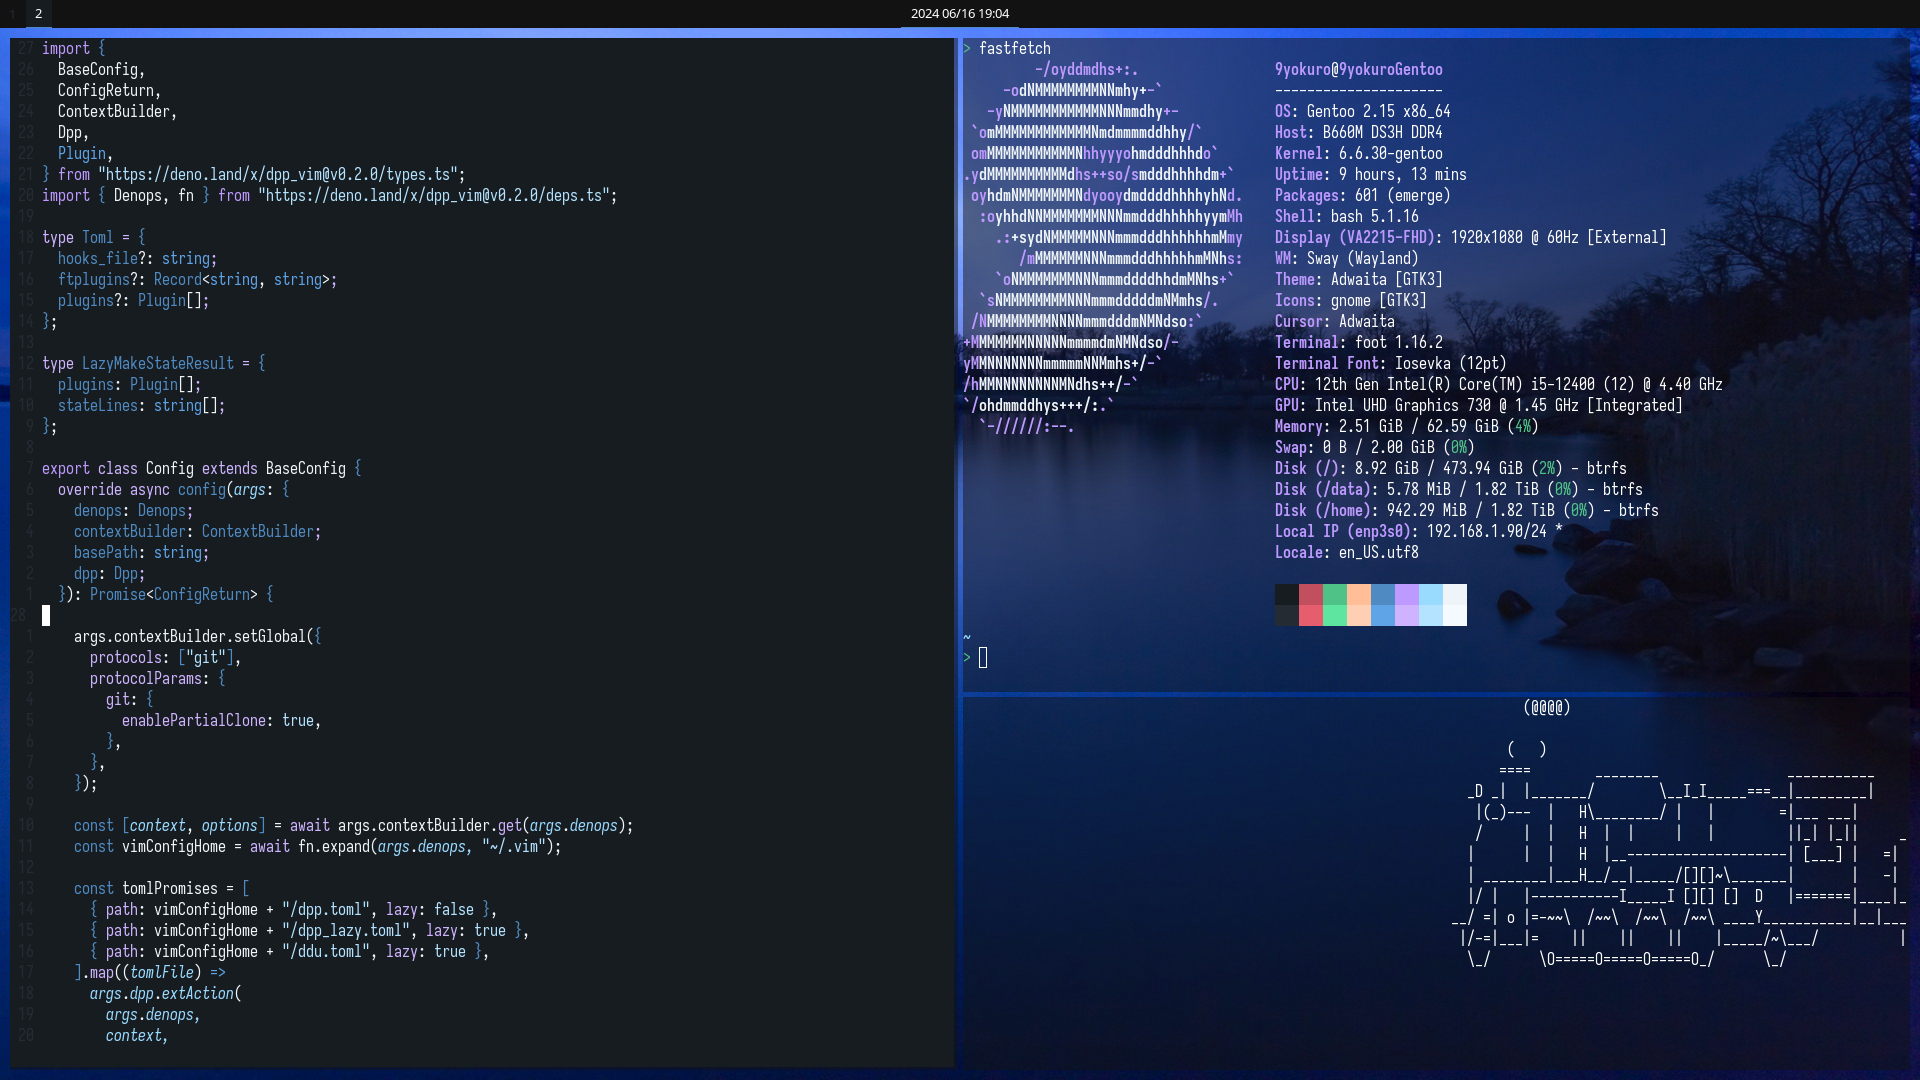 1 2
2024 06/16 19:04
27 import {
26   BaseConfig,
25   ConfigReturn,
24   ContextBuilder,
23   Dpp,
22   Plugin,
21 } from "https://deno.land/x/dpp_vim@v0.2.0/types.ts";
20 import { Denops, fn } from "https://deno.land/x/dpp_vim@v0.2.0/deps.ts";
19
18 type Toml = {
17   hooks_file?: string;
16   ftplugins?: Record<string, string>;
15   plugins?: Plugin[];
14 };
13
12 type LazyMakeStateResult = {
11   plugins: Plugin[];
10   stateLines: string[];
9 };
8
7 export class Config extends BaseConfig {
6   override async config(args: {
5     denops: Denops;
4     contextBuilder: ContextBuilder;
3     basePath: string;
2     dpp: Dpp;
1   }): Promise<ConfigReturn> {
28
1     args.contextBuilder.setGlobal({
2       protocols: ["git"],
3       protocolParams: {
4         git: {
5           enablePartialClone: true,
6         },
7       },
8     });
9
10     const [context, options] = await args.contextBuilder.get(args.denops);
11     const vimConfigHome = await fn.expand(args.denops, "~/.vim");
12
13     const tomlPromises = [
14       { path: vimConfigHome + "/dpp.toml", lazy: false },
15       { path: vimConfigHome + "/dpp_lazy.toml", lazy: true },
16       { path: vimConfigHome + "/ddu.toml", lazy: true },
17     ].map((tomlFile) =>
18       args.dpp.extAction(
19         args.denops,
20         context,
> fastfetch
9yokuro@9yokuroGentoo
---------------------
OS: Gentoo 2.15 x86_64
Host: B660M DS3H DDR4
Kernel: 6.6.30-gentoo
Uptime: 9 hours, 13 mins
Packages: 601 (emerge)
Shell: bash 5.1.16
Display (VA2215-FHD): 1920x1080 @ 60Hz [External]
WM: Sway (Wayland)
Theme: Adwaita [GTK3]
Icons: gnome [GTK3]
Cursor: Adwaita
Terminal: foot 1.16.2
Terminal Font: Iosevka (12pt)
CPU: 12th Gen Intel(R) Core(TM) i5-12400 (12) @ 4.40 GHz
GPU: Intel UHD Graphics 730 @ 1.45 GHz [Integrated]
Memory: 2.51 GiB / 62.59 GiB (4%)
Swap: 0 B / 2.00 GiB (0%)
Disk (/): 8.92 GiB / 473.94 GiB (2%) - btrfs
Disk (/data): 5.78 MiB / 1.82 TiB (0%) - btrfs
Disk (/home): 942.29 MiB / 1.82 TiB (0%) - btrfs
Local IP (enp3s0): 192.168.1.90/24 *
Locale: en_US.utf8
~
>